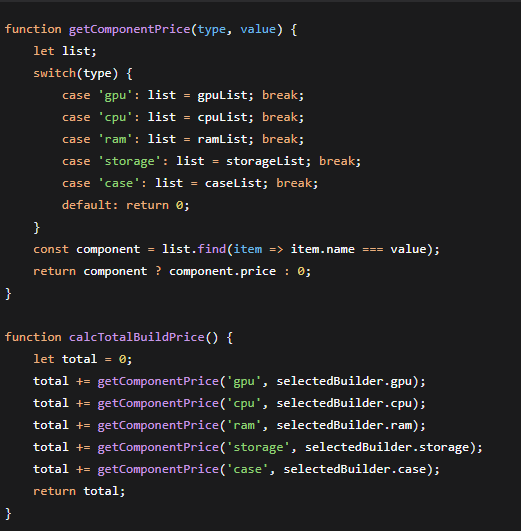 function getComponentPrice(type, value) {
    let list;
    switch(type) {
        case 'gpu': list = gpuList; break;
        case 'cpu': list = cpuList; break;
        case 'ram': list = ramList; break;
        case 'storage': list = storageList; break;
        case 'case': list = caseList; break;
        default: return 0;
    }
    const component = list.find(item => item.name === value);
    return component ? component.price : 0;
}

function calcTotalBuildPrice() {
    let total = 0;
    total += getComponentPrice('gpu', selectedBuilder.gpu);
    total += getComponentPrice('cpu', selectedBuilder.cpu);
    total += getComponentPrice('ram', selectedBuilder.ram);
    total += getComponentPrice('storage', selectedBuilder.storage);
    total += getComponentPrice('case', selectedBuilder.case);
    return total;
}